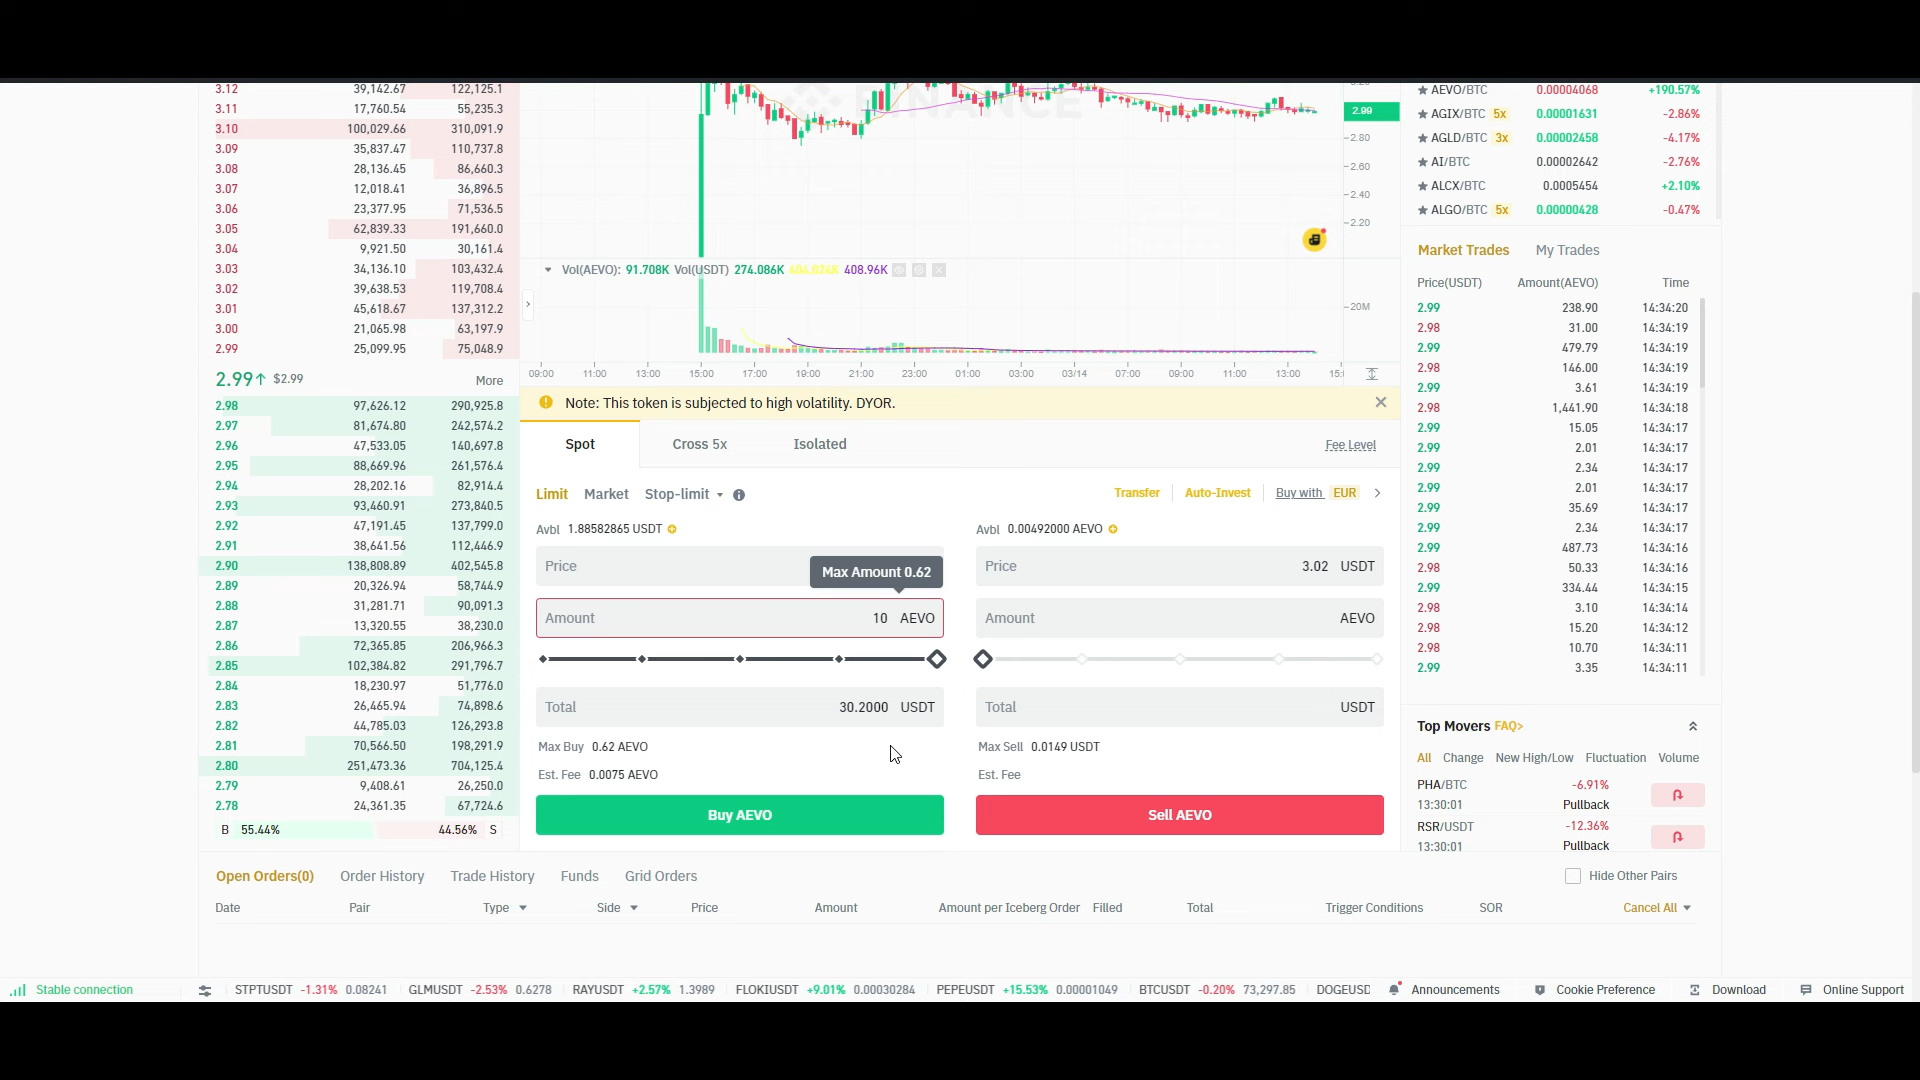 3.12 39,142.67 122,125.1
3.11 17,760.54 55,235.3
3.10 100,029.66 310,091.9
3.09 35,837.47 110,737.8
3.08 28,136.45 86,660.3
3.07 12,018.41 36,896.5
3.06 23,377.95 71,536.5
3.05 62,839.33 191,660.0
3.04 9,921.50 30,161.4
3.03 34,136.10 103,432.4
3.02 39,638.53 119,708.4
3.01 45,618.67 137,312.2
3.00 21,065.98 63,197.9
2.99 25,099.95 75,048.9
2.99↑ $2.99 More
2.98 97,626.12 290,925.8
2.97 81,674.80 242,574.2
2.96 47,533.05 140,697.8
2.95 88,669.96 261,576.4
2.94 28,202.16 82,914.4
2.93 93,460.91 273,840.5
2.92 47,191.45 137,799.0
2.91 38,641.56 112,446.9
2.90 138,808.89 402,545.8
2.89 20,326.94 58,744.9
2.88 31,281.71 90,091.3
2.87 13,320.55 38,230.0
2.86 72,365.85 206,966.3
2.85 102,384.82 291,796.7
2.84 18,230.97 51,776.0
2.83 26,465.94 74,898.6
2.82 44,785.03 126,293.8
2.81 70,566.50 198,291.9
2.80 251,473.36 704,125.4
2.79 9,408.61 26,250.0
2.78 24,361.35 67,724.6
B 55.44% 44.56% S
BINANCE
2.99
2.80
2.60
2.40
2.20
Vol(AEVO): 91.708K Vol(USDT) 274.086K 408.96K
20M
09:00 11:00 13:00 15:00 17:00 19:00 21:00 23:00 01:00 03:00 03/14 07:00 09:00 11:00 13:00 15:
Note: This token is subjected to high volatility. DYOR.
Spot Cross 5x Isolated Fee Level
Limit Market Stop-limit Transfer Auto-Invest Buy with EUR
Avbl 1.88582865 USDT
Price
Max Amount 0.62
Amount 10 AEVO
Total 30.2000 USDT
Max Buy 0.62 AEVO
Est. Fee 0.0075 AEVO
Buy AEVO
Avbl 0.00492000 AEVO
Price 3.02 USDT
Amount AEVO
Total USDT
Max Sell 0.0149 USDT
Est. Fee
Sell AEVO
AEVO/BTC 0.00004068 +190.57%
AGIX/BTC 5x 0.00001631 -2.86%
AGLD/BTC 3x 0.00002458 -4.17%
AI/BTC 0.00002642 -2.76%
ALCX/BTC 0.0005454 +2.10%
ALGO/BTC 5x 0.00000428 -0.47%
Market Trades My Trades
Price(USDT) Amount(AEVO) Time
2.99 238.90 14:34:20
2.98 31.00 14:34:19
2.99 479.79 14:34:19
2.98 146.00 14:34:19
2.99 3.61 14:34:19
2.98 1,441.90 14:34:18
2.99 15.05 14:34:17
2.99 2.01 14:34:17
2.99 2.34 14:34:17
2.99 2.01 14:34:17
2.99 35.69 14:34:17
2.99 2.34 14:34:17
2.99 487.73 14:34:16
2.98 50.33 14:34:16
2.99 334.44 14:34:15
2.98 3.10 14:34:14
2.98 15.20 14:34:12
2.98 10.70 14:34:11
2.99 3.35 14:34:11
Top Movers FAQ>
All Change New High/Low Fluctuation Volume
PHA/BTC -6.91%
13:30:01 Pullback
RSR/USDT -12.36%
13:30:01 Pullback
Open Orders(0) Order History Trade History Funds Grid Orders Hide Other Pairs
Date Pair Type Side Price Amount Amount per Iceberg Order Filled Total Trigger Conditions SOR Cancel All
Stable connection STPTUSDT -1.31% 0.08241 GLMUSDT -2.53% 0.6278 RAYUSDT +2.57% 1.3989 FLOKIUSDT +9.01% 0.00030284 PEPEUSDT +15.53% 0.00001049 BTCUSDT -0.20% 73,297.85 DOGEUSD Announcements Cookie Preference Download Online Support